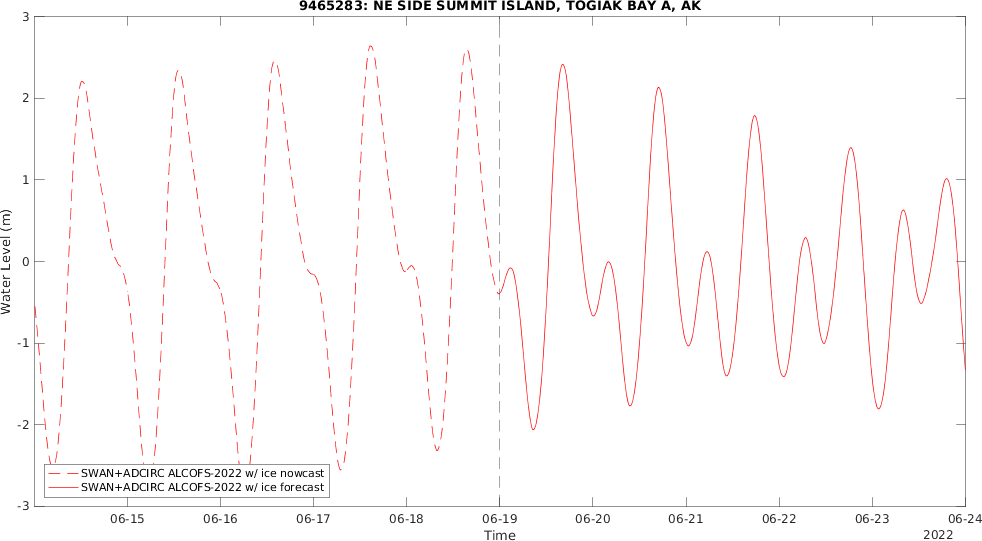 9465283: NE SIDE SUMMIT ISLAND, TOGIAK BAY A, AK
3
2
1
0
-1
-2
-3
Water Level (m)
SWAN+ADCIRC ALCOFS-2022 w/ ice nowcast
SWAN+ADCIRC ALCOFS-2022 w/ ice forecast
06-15 06-16 06-17 06-18 06-19 06-20 06-21 06-22 06-23 06-24
Time
2022